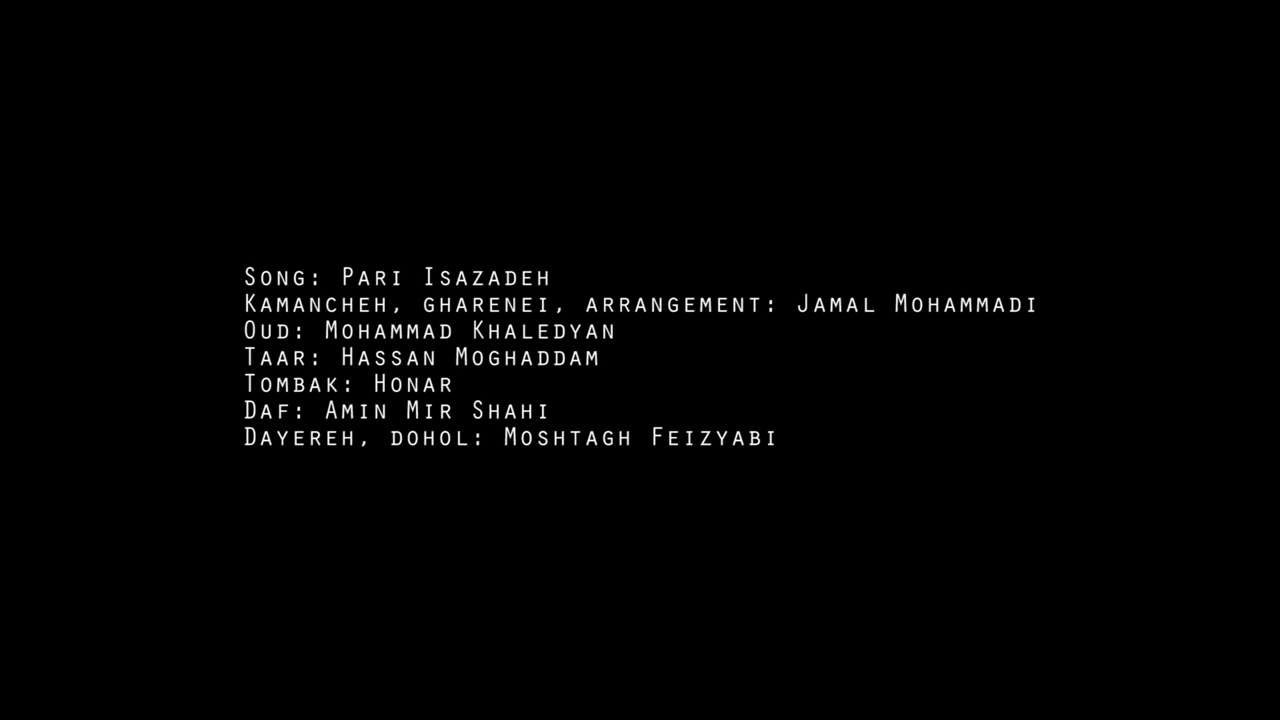 Song: Pari Isazadeh
Kamancheh, gharenei, arrangement: Jamal Mohammadi
Oud: Mohammad Khaledyan
Taar: Hassan Moghaddam
Tombak: Honar
Daf: Amin Mir Shahi
Dayereh, dohol: Moshtagh Feizyabi